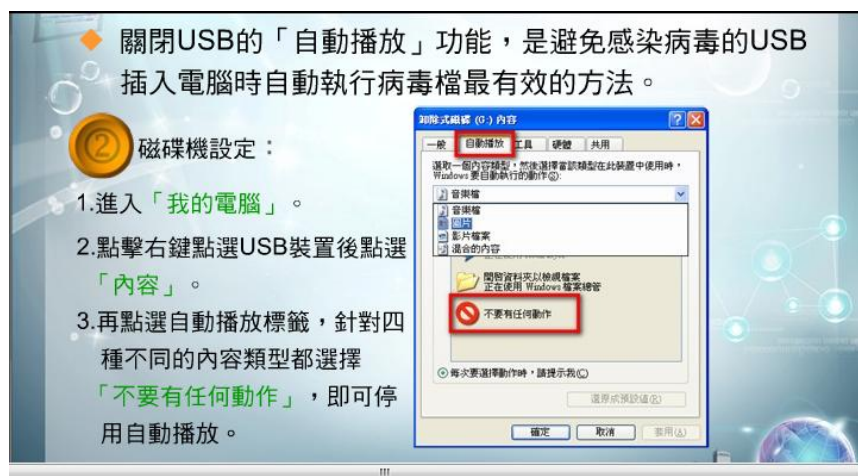 關閉USB的「自動播放」功能，是避免感染病毒的USB
插入電腦時自動執行病毒檔最有效的方法。
② 磁碟機設定：
1.進入「我的電腦」。
2.點擊右鍵點選USB裝置後點選
「內容」。
3.再點選自動播放標籤，針對四
種不同的內容類型都選擇
「不要有任何動作」，即可停
用自動播放。
卸除式磁碟 (G:) 內容
一般 自動播放 工具 硬體 共用
選取一個內容類型，然後選擇當該類型在此裝置中使用時，
Windows 要自動執行的動作(O):
音樂檔
音樂檔
圖片
影片檔案
混合的內容
開啟資料夾以檢視檔案
正在使用 Windows 檔案總管
不要有任何動作
每次要選擇動作時，請提示我(C)
還原成預設值(R)
確定 取消 套用(A)